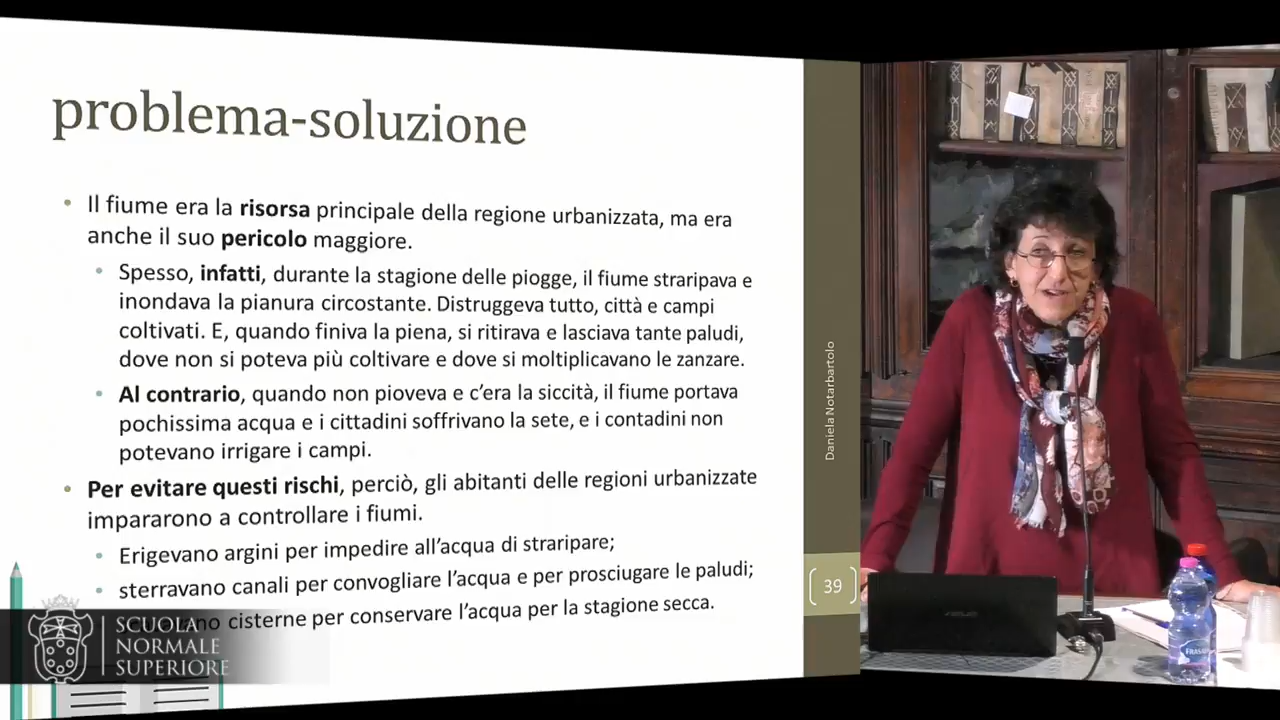 problema-soluzione
Il fiume era la risorsa principale della regione urbanizzata, ma era
anche il suo pericolo maggiore.
Spesso, infatti, durante la stagione delle piogge, il fiume straripava e
inondava la pianura circostante. Distruggeva tutto, città e campi
coltivati. E, quando finiva la piena, si ritirava e lasciava tante paludi,
dove non si poteva più coltivare e dove si moltiplicavano le zanzare.
Al contrario, quando non pioveva e c'era la siccità, il fiume portava
pochissima acqua e i cittadini soffrivano la sete, e i contadini non
potevano irrigare i campi.
Per evitare questi rischi, perciò, gli abitanti delle regioni urbanizzate
impararono a controllare i fiumi.
Erigevano argini per impedire all'acqua di straripare;
sterravano canali per convogliare l'acqua e per prosciugare le paludi;
cisterne per conservare l'acqua per la stagione secca.
Daniela Notarbartolo
39
SCUOLA
NORMALE
SUPERIORE
ASUS